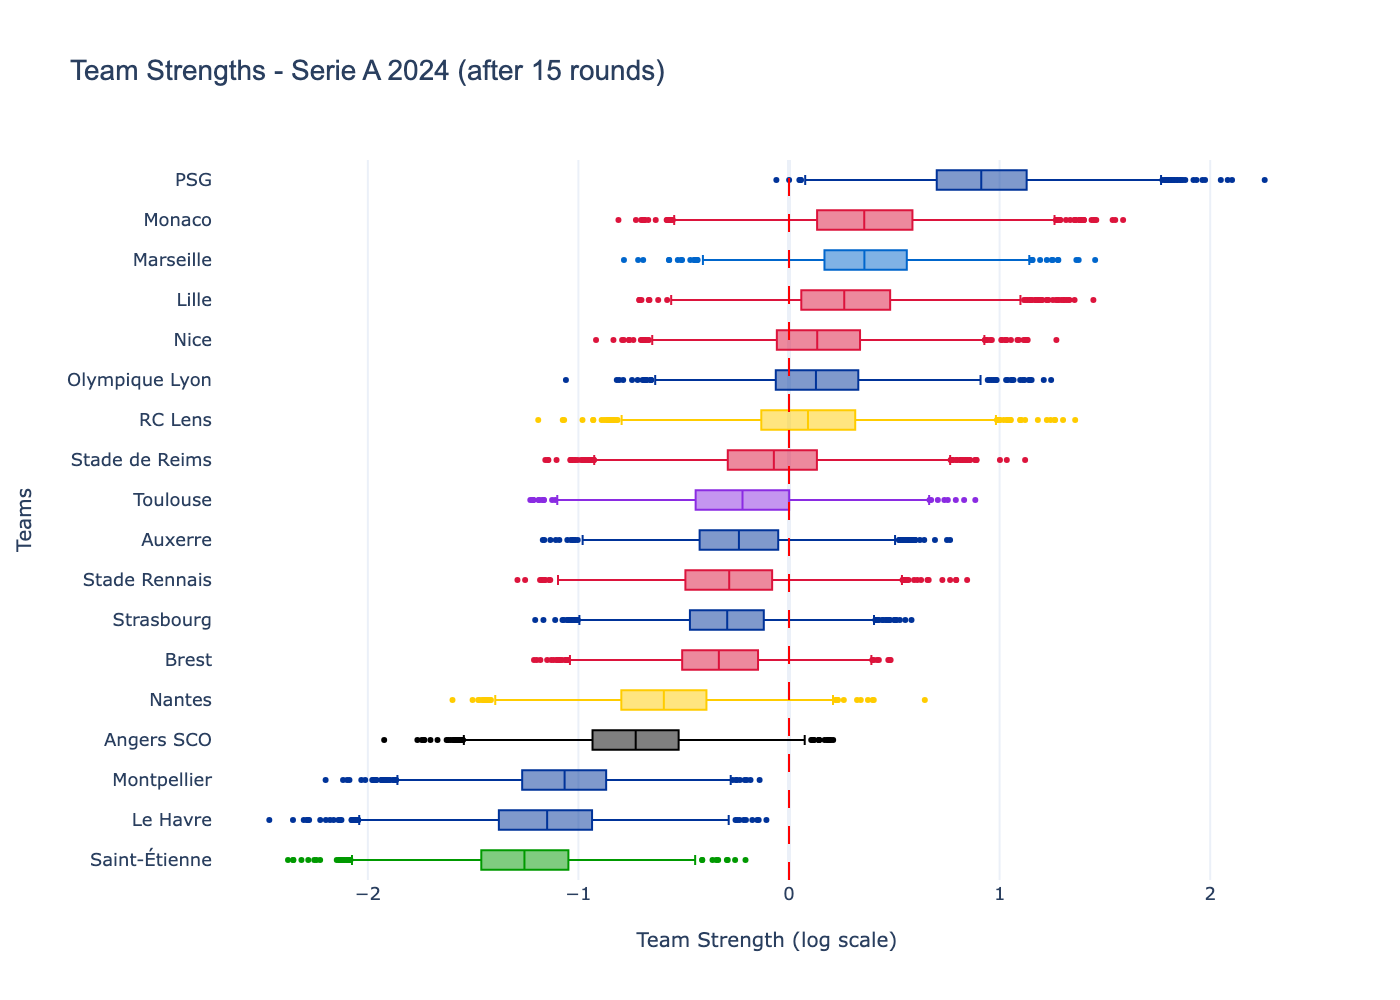 Team Strengths - Serie A 2024 (after 15 rounds)
PSG
Monaco
Marseille
Lille
Nice
Olympique Lyon
RC Lens
Stade de Reims
Toulouse
Auxerre
Stade Rennais
Strasbourg
Brest
Nantes
Angers SCO
Montpellier
Le Havre
Saint-Étienne
Teams
−2 −1 0 1 2
Team Strength (log scale)